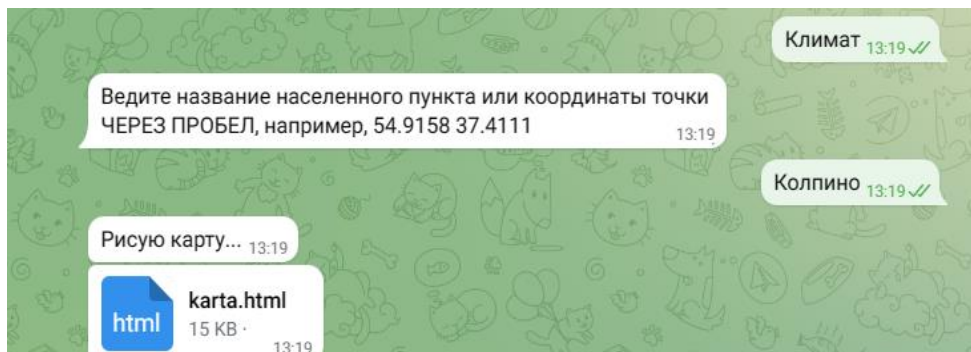 Климат 13:19
Ведите название населенного пункта или координаты точки
ЧЕРЕЗ ПРОБЕЛ, например, 54.9158 37.4111
13:19
Колпино 13:19
Рисую карту... 13:19
karta.html
html
15 KB ·
13:19